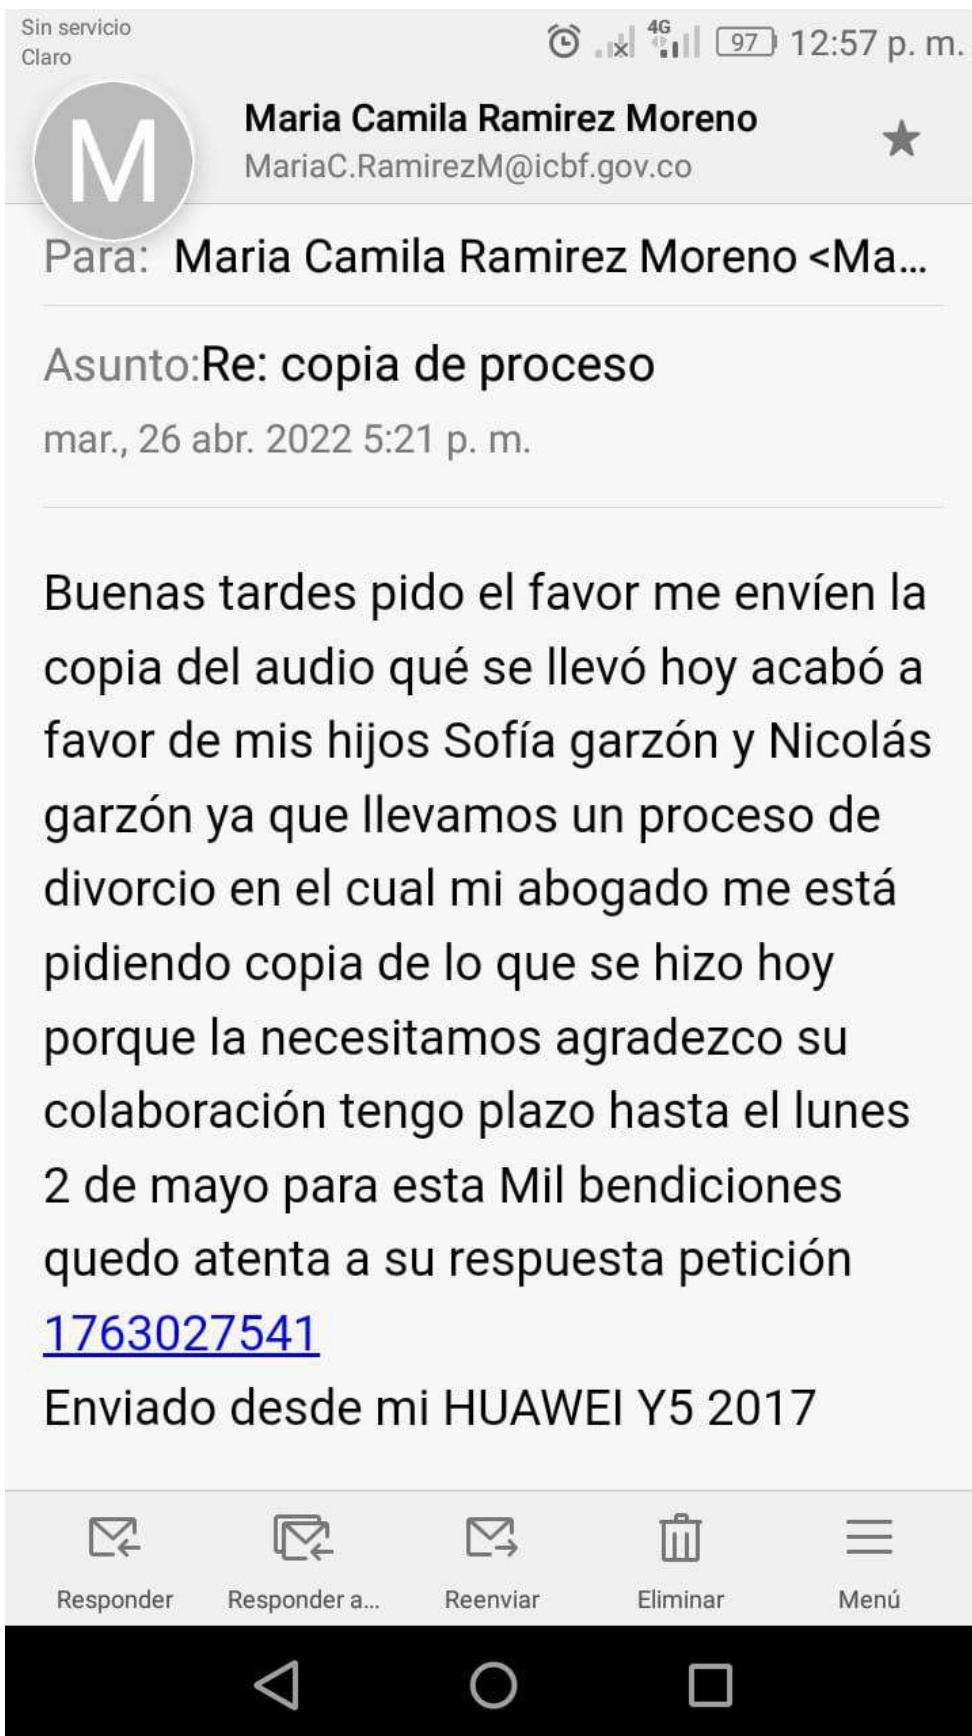 Sin servicio
Claro
4G
97 12:57 p. m.
M
Maria Camila Ramirez Moreno
MariaC.RamirezM@icbf.gov.co
Para: Maria Camila Ramirez Moreno <Ma...
Asunto:Re: copia de proceso
mar., 26 abr. 2022 5:21 p. m.
Buenas tardes pido el favor me envíen la
copia del audio qué se llevó hoy acabó a
favor de mis hijos Sofía garzón y Nicolás
garzón ya que llevamos un proceso de
divorcio en el cual mi abogado me está
pidiendo copia de lo que se hizo hoy
porque la necesitamos agradezco su
colaboración tengo plazo hasta el lunes
2 de mayo para esta Mil bendiciones
quedo atenta a su respuesta petición
1763027541
Enviado desde mi HUAWEI Y5 2017
Responder
Responder a...
Reenviar
Eliminar
Menú